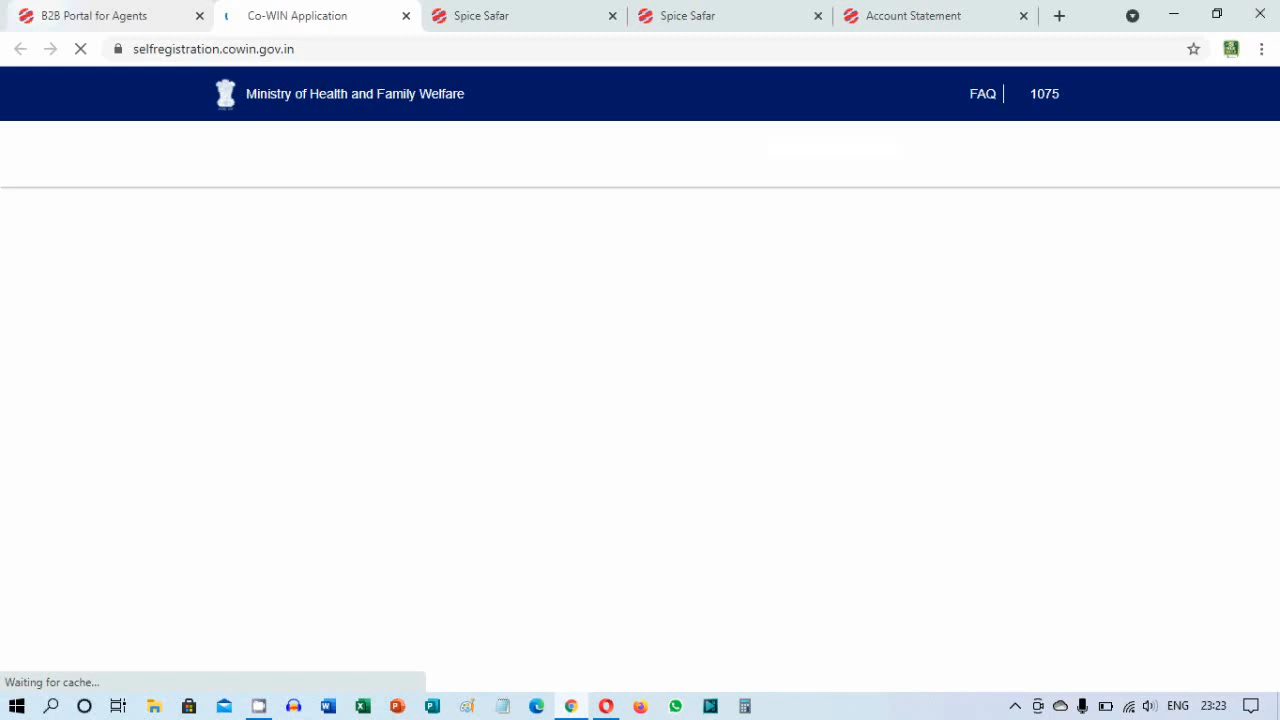 B2B Portal for Agents
Co-WIN Application
Spice Safar
Spice Safar
Account Statement
selfregistration.cowin.gov.in
Ministry of Health and Family Welfare
FAQ
1075
Waiting for cache...
ENG
23:23